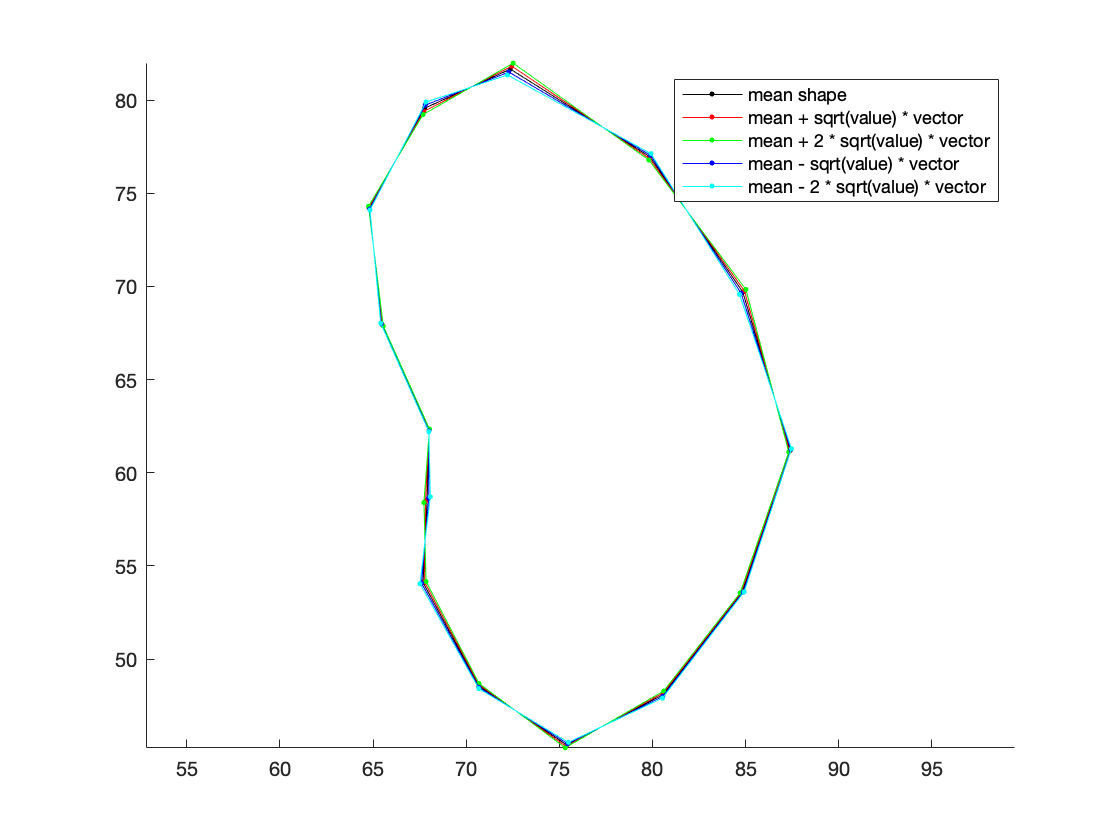 80
75
70
65
60
55
50
55 60 65 70 75 80 85 90 95
mean shape
mean + sqrt(value) * vector
mean + 2 * sqrt(value) * vector
mean - sqrt(value) * vector
mean - 2 * sqrt(value) * vector